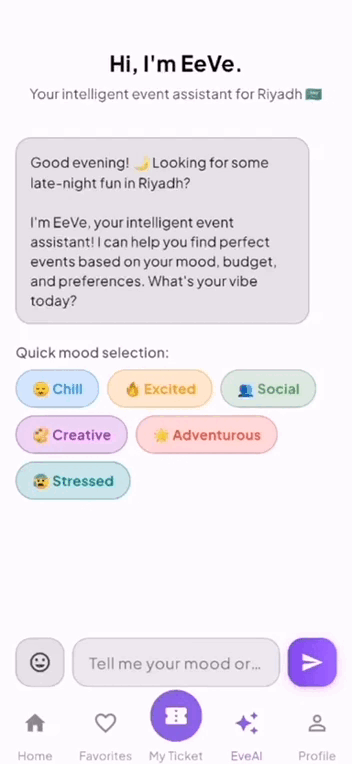 Hi, I'm EeVe.
Your intelligent event assistant for Riyadh 🇸🇦
Good evening! 🌙 Looking for some
late-night fun in Riyadh?
I'm EeVe, your intelligent event
assistant! I can help you find perfect
events based on your mood, budget,
and preferences. What's your vibe
today?
Quick mood selection:
😌 Chill
🔥 Excited
👥 Social
🎨 Creative
🌟 Adventurous
😰 Stressed
Tell me your mood or...
Home
Favorites
My Ticket
EveAI
Profile